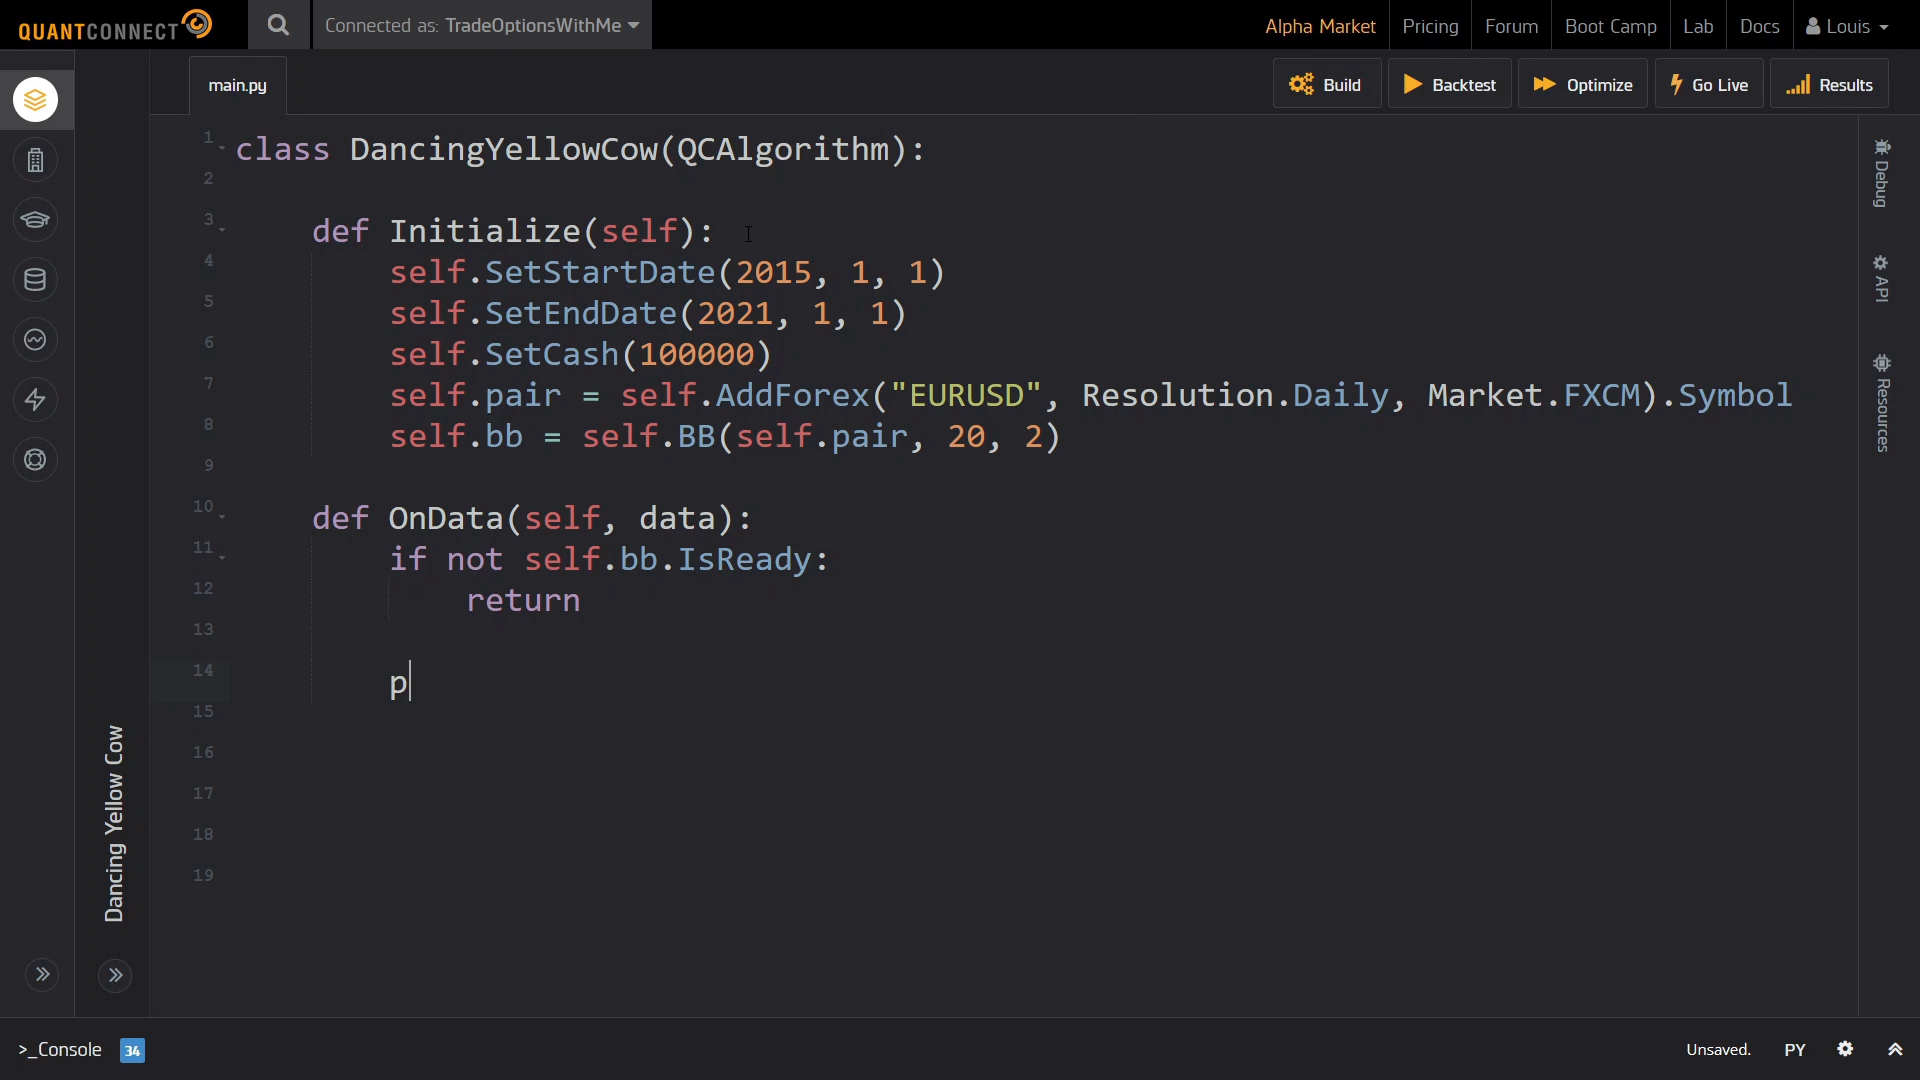 QUANTCONNECT
Connected as: TradeOptionsWithMe
Alpha Market
Pricing
Forum
Boot Camp
Lab
Docs
Louis
main.py
Build
Backtest
Optimize
Go Live
Results
1 class DancingYellowCow(QCAlgorithm):
2
3 def Initialize(self):
4 self.SetStartDate(2015, 1, 1)
5 self.SetEndDate(2021, 1, 1)
6 self.SetCash(100000)
7 self.pair = self.AddForex("EURUSD", Resolution.Daily, Market.FXCM).Symbol
8 self.bb = self.BB(self.pair, 20, 2)
9
10 def OnData(self, data):
11 if not self.bb.IsReady:
12 return
13
14 p
15
16
17
18
19
Debug
API
Resources
Dancing Yellow Cow
>_Console 34
Unsaved.
PY